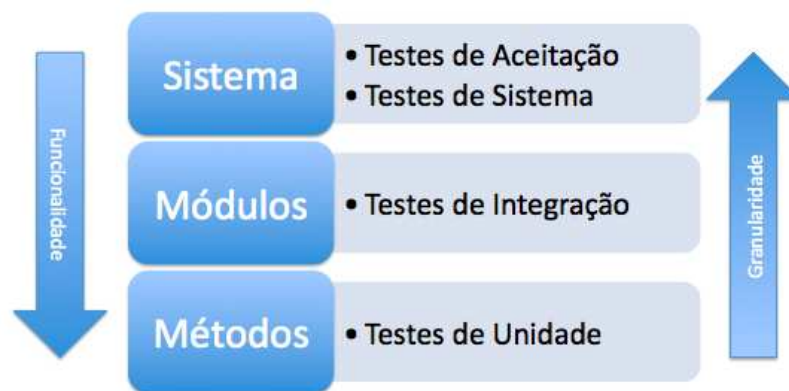 Funcionalidade
Sistema
• Testes de Aceitação
• Testes de Sistema
Módulos
• Testes de Integração
Métodos
• Testes de Unidade
Granularidade